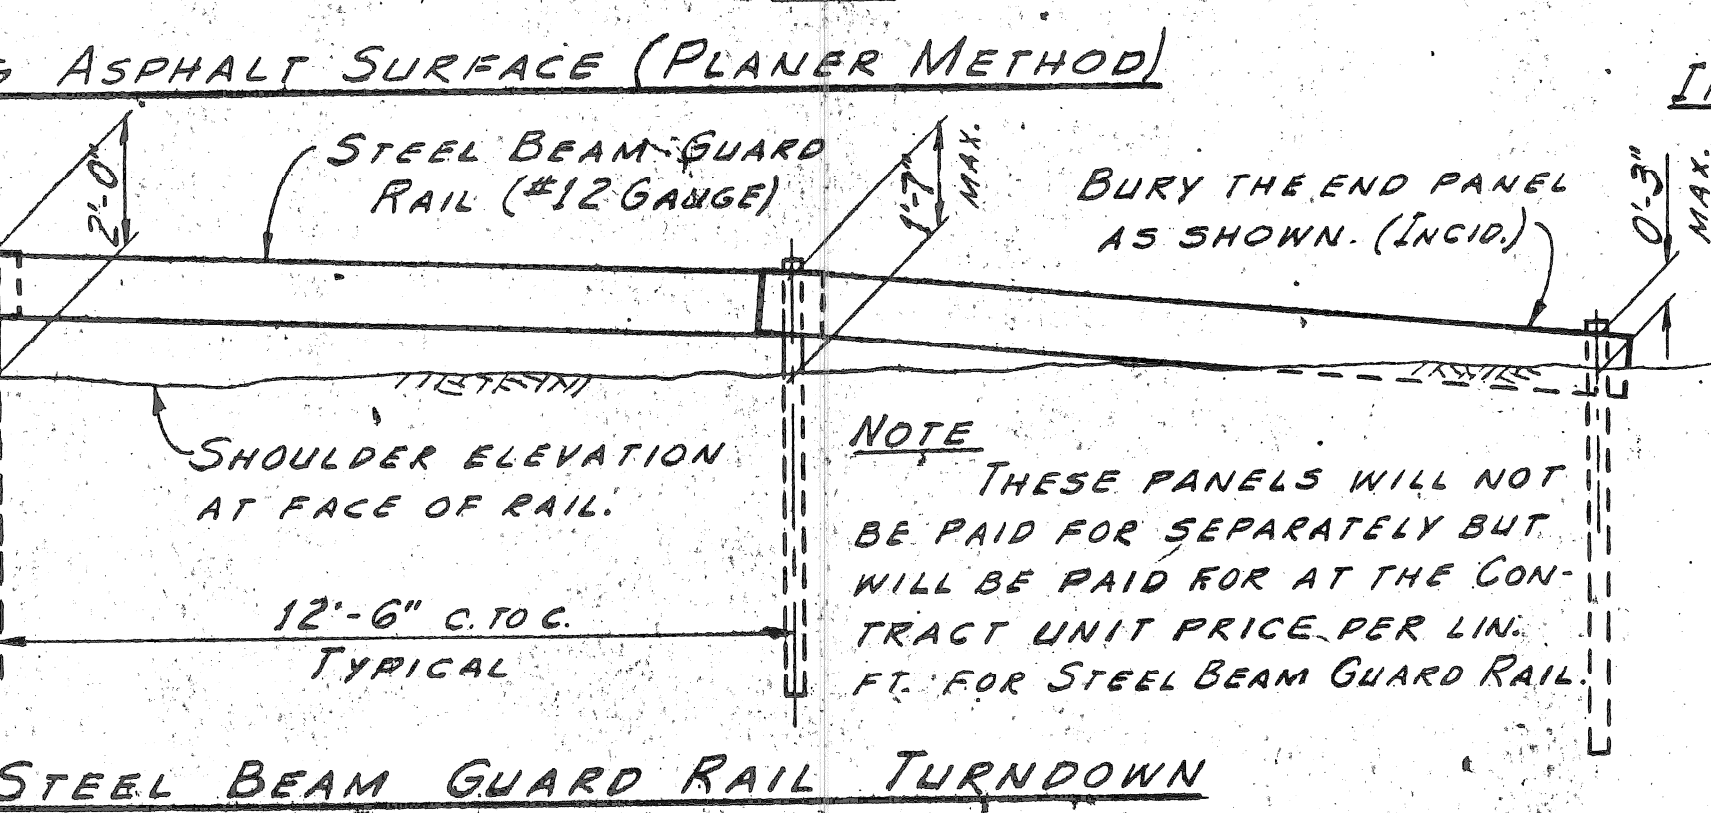 ASPHALT SURFACE (PLANER METHOD)
2'-0"
STEEL BEAM GUARD
RAIL (#12 GAUGE)
1'-7"
MAX.
BURY THE END PANEL
AS SHOWN. (INCID.)
0'-3"
MAX.
SHOULDER ELEVATION
AT FACE OF RAIL.
12'-6" C. TO C.
TYPICAL
NOTE
THESE PANELS WILL NOT
BE PAID FOR SEPARATELY BUT
WILL BE PAID FOR AT THE CON-
TRACT UNIT PRICE PER LIN.
FT. FOR STEEL BEAM GUARD RAIL.
STEEL BEAM GUARD RAIL TURNDOWN